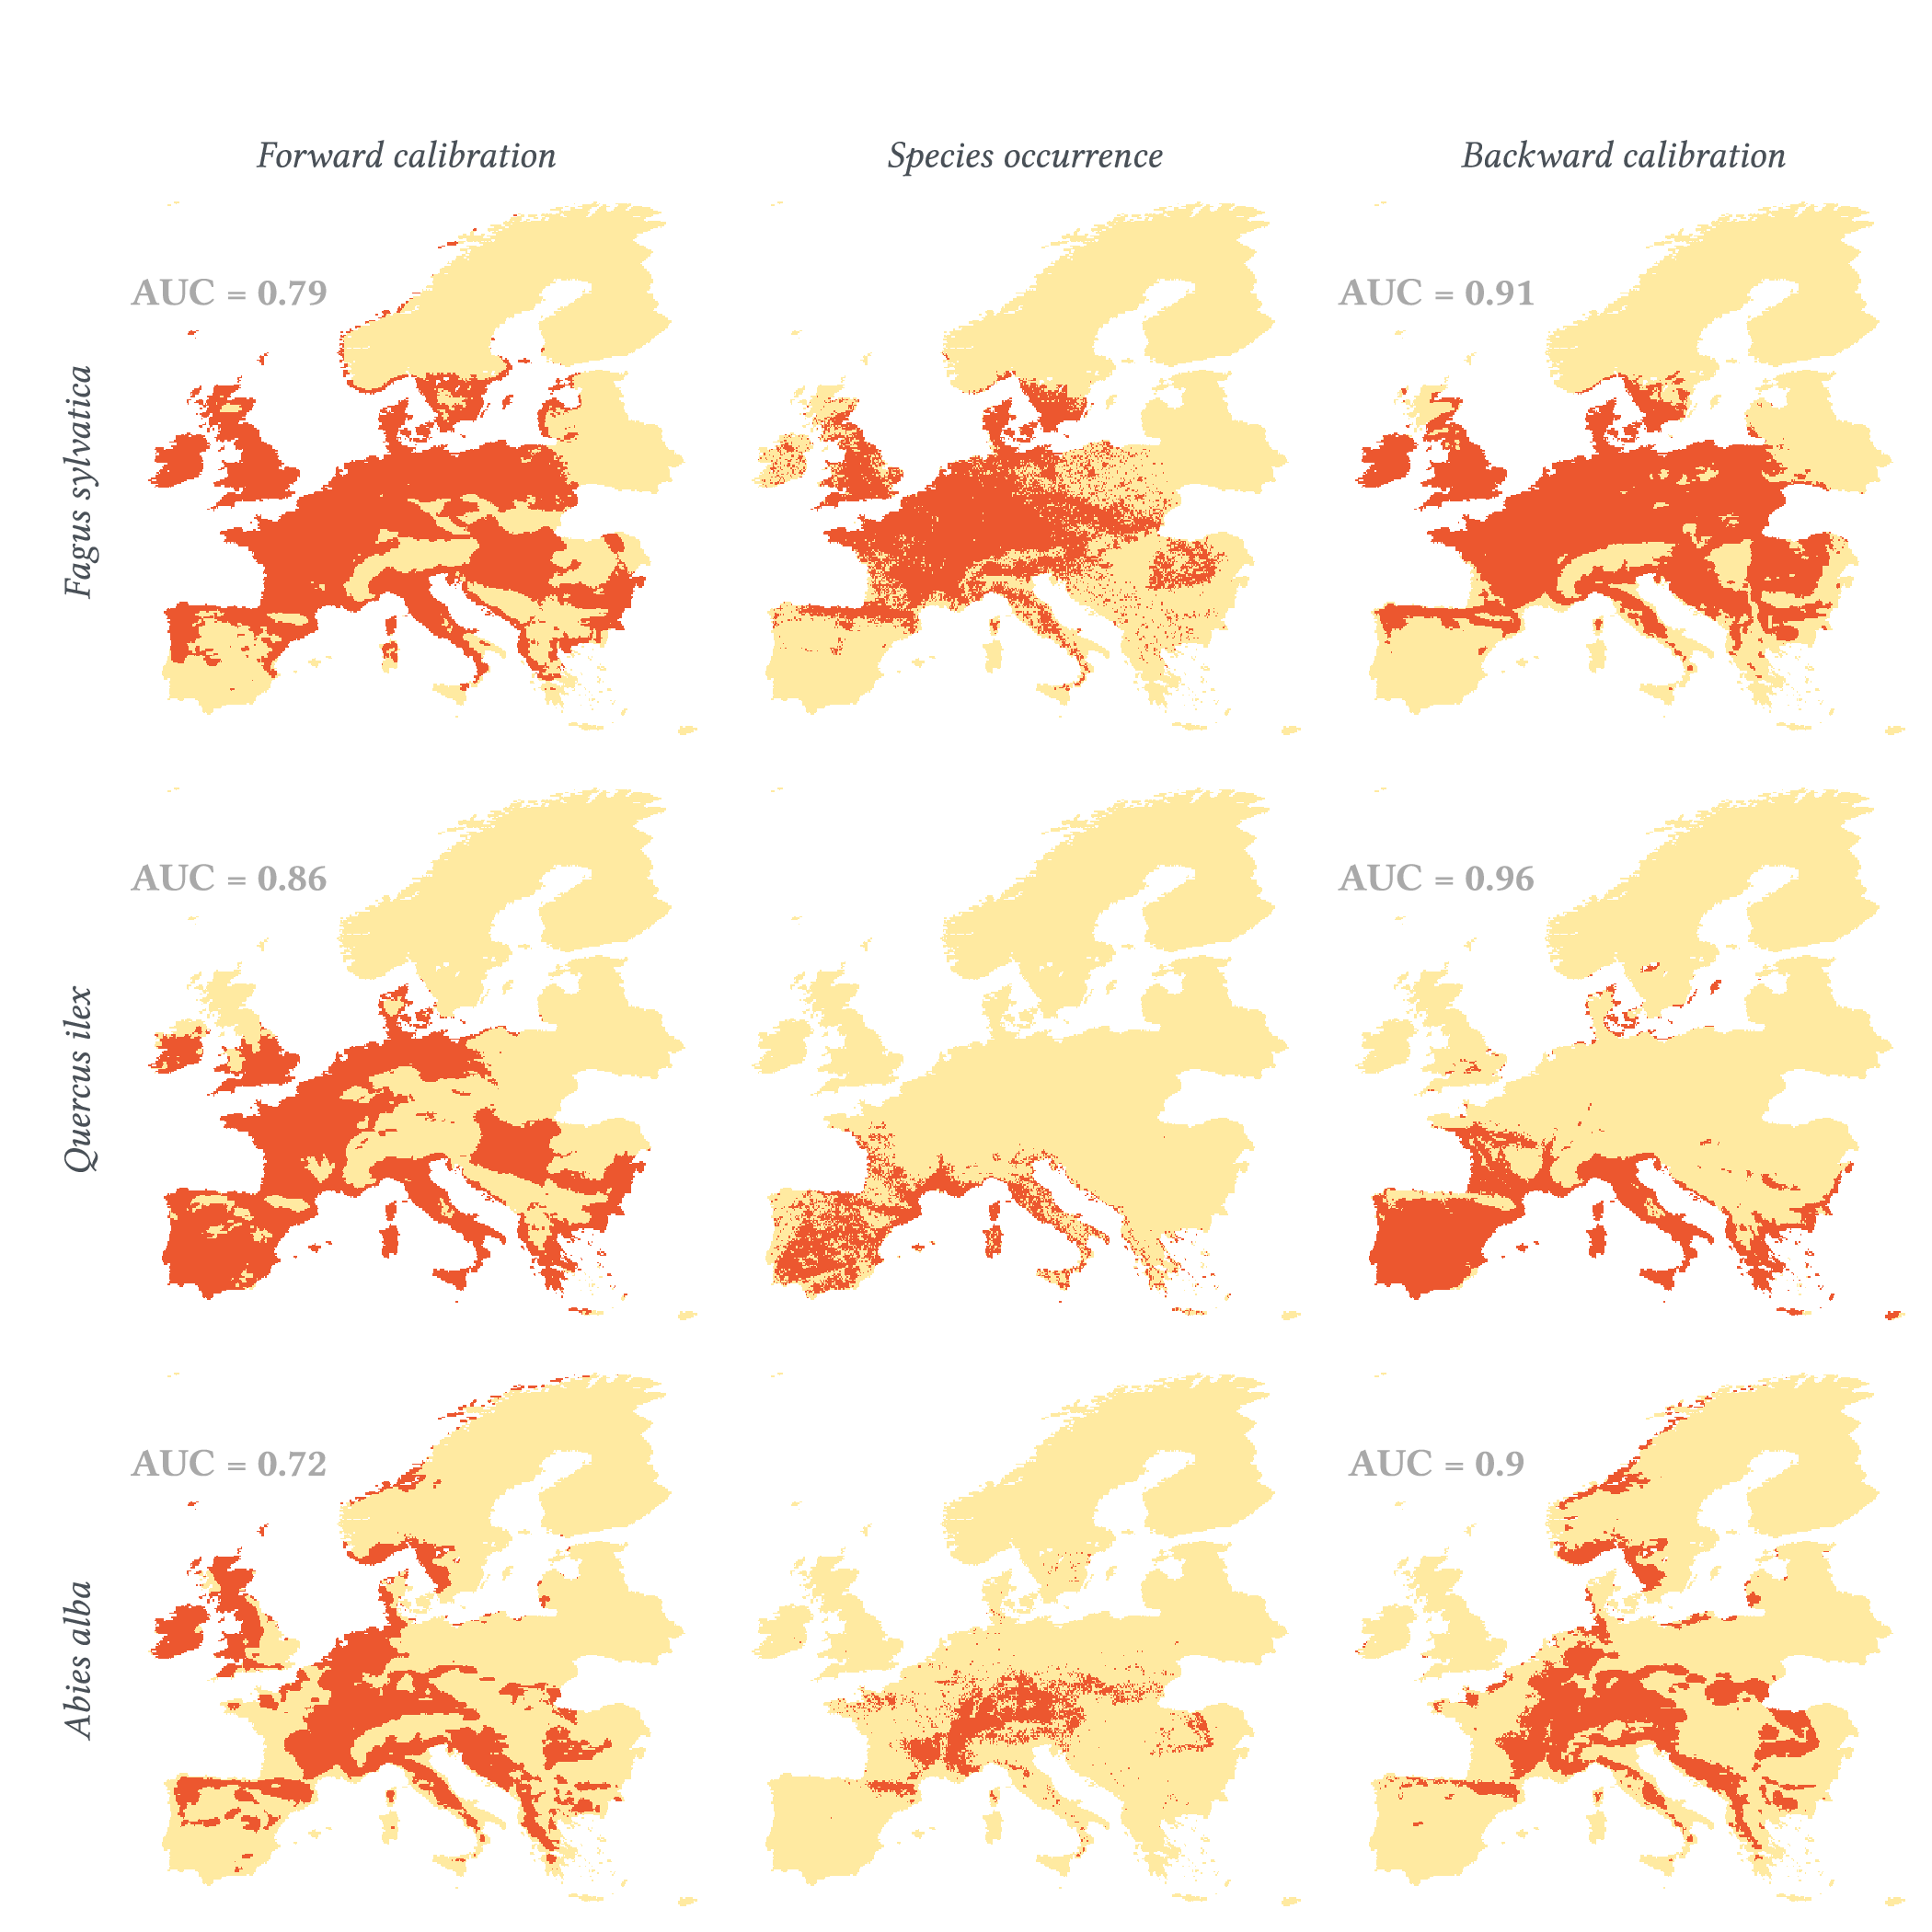 Forward calibration
Species occurrence
Backward calibration
Fagus sylvatica
AUC = 0.79
AUC = 0.91
Quercus ilex
AUC = 0.86
AUC = 0.96
Abies alba
AUC = 0.72
AUC = 0.9